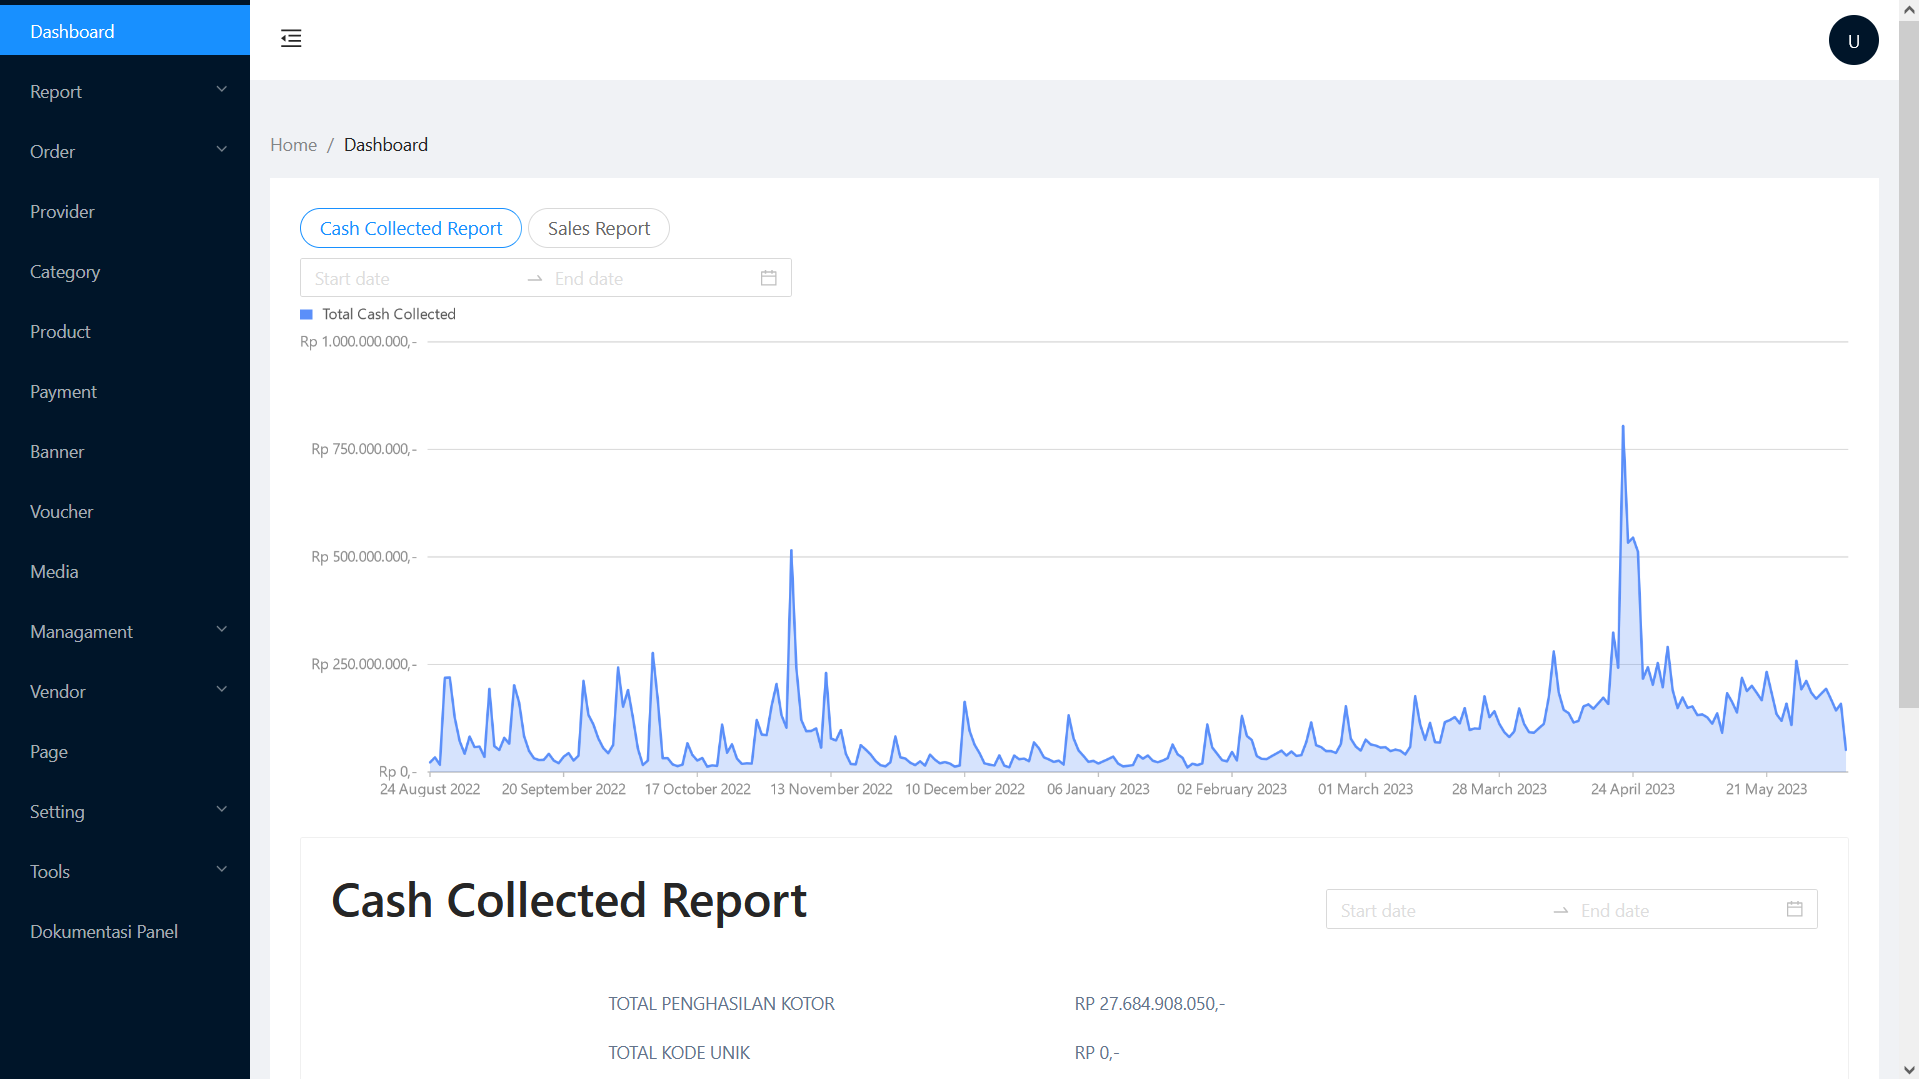 Dashboard
Report
Order
Provider
Category
Product
Payment
Banner
Voucher
Media
Managament
Vendor
Page
Setting
Tools
Dokumentasi Panel
U
Home / Dashboard
Cash Collected Report
Sales Report
Start date
End date
Total Cash Collected
Rp 1.000.000.000,-
Rp 750.000.000,-
Rp 500.000.000,-
Rp 250.000.000,-
Rp 0,-
24 August 2022
20 September 2022
17 October 2022
13 November 2022
10 December 2022
06 January 2023
02 February 2023
01 March 2023
28 March 2023
24 April 2023
21 May 2023
Cash Collected Report
Start date
End date
TOTAL PENGHASILAN KOTOR
RP 27.684.908.050,-
TOTAL KODE UNIK
RP 0,-